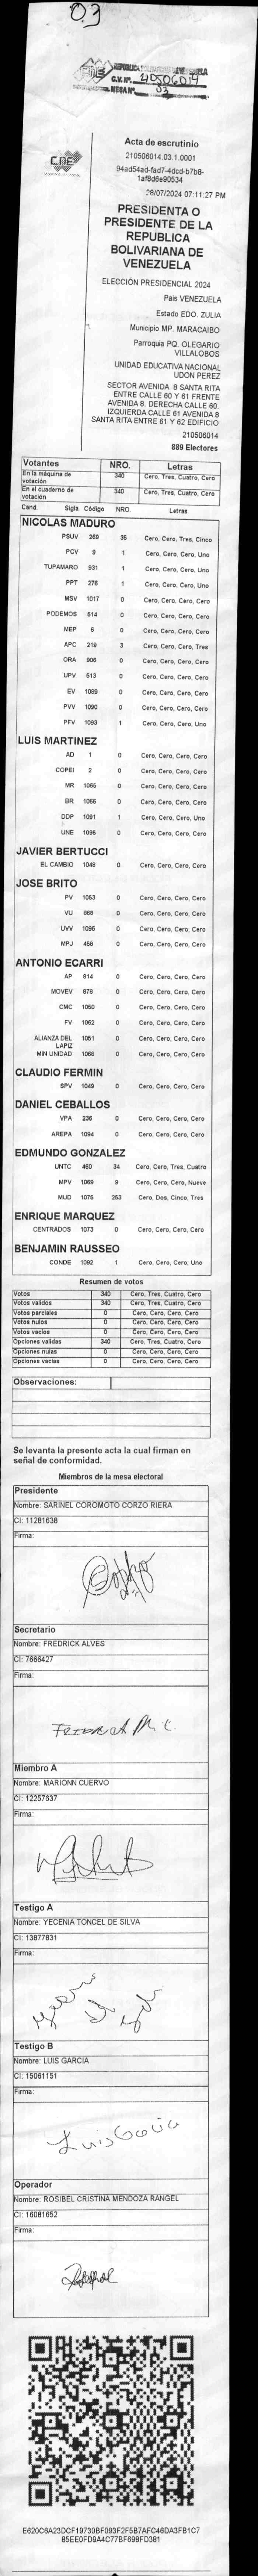 03
CNE
C.V. Nº. 210506014
MESA Nº. 03
CNE
Acta de escrutinio
210506014.03.1.0001
94ad54ad-fad7-4dcd-b7b8-
1af8d6e90534
28/07/2024 07:11:27 PM
PRESIDENTA O
PRESIDENTE DE LA
REPUBLICA
BOLIVARIANA DE
VENEZUELA
ELECCIÓN PRESIDENCIAL 2024
Pais VENEZUELA
Estado EDO. ZULIA
Municipio MP. MARACAIBO
Parroquia PQ. OLEGARIO
VILLALOBOS
UNIDAD EDUCATIVA NACIONAL
UDON PEREZ
SECTOR AVENIDA 8 SANTA RITA
ENTRE CALLE 60 Y 61 FRENTE
AVENIDA 8. DERECHA CALLE 60.
IZQUIERDA CALLE 61 AVENIDA 8
SANTA RITA ENTRE 61 Y 62 EDIFICIO
210506014
889 Electores
Votantes NRO. Letras
En la máquina de votación 340 Cero, Tres, Cuatro, Cero
En el cuaderno de votación 340 Cero, Tres, Cuatro, Cero
Cand. Sigla Código NRO. Letras
NICOLAS MADURO
PSUV 269 35 Cero, Cero, Tres, Cinco
PCV 9 1 Cero, Cero, Cero, Uno
TUPAMARO 931 1 Cero, Cero, Cero, Uno
PPT 276 1 Cero, Cero, Cero, Uno
MSV 1017 0 Cero, Cero, Cero, Cero
PODEMOS 514 0 Cero, Cero, Cero, Cero
MEP 6 0 Cero, Cero, Cero, Cero
APC 219 3 Cero, Cero, Cero, Tres
ORA 906 0 Cero, Cero, Cero, Cero
UPV 513 0 Cero, Cero, Cero, Cero
EV 1089 0 Cero, Cero, Cero, Cero
PVV 1090 0 Cero, Cero, Cero, Cero
PFV 1093 1 Cero, Cero, Cero, Uno
LUIS MARTINEZ
AD 1 0 Cero, Cero, Cero, Cero
COPEI 2 0 Cero, Cero, Cero, Cero
MR 1065 0 Cero, Cero, Cero, Cero
BR 1066 0 Cero, Cero, Cero, Cero
DDP 1091 1 Cero, Cero, Cero, Uno
UNE 1095 0 Cero, Cero, Cero, Cero
JAVIER BERTUCCI
EL CAMBIO 1048 0 Cero, Cero, Cero, Cero
JOSE BRITO
PV 1053 0 Cero, Cero, Cero, Cero
VU 869 0 Cero, Cero, Cero, Cero
UVV 1096 0 Cero, Cero, Cero, Cero
MPJ 456 0 Cero, Cero, Cero, Cero
ANTONIO ECARRI
AP 814 0 Cero, Cero, Cero, Cero
MOVEV 878 0 Cero, Cero, Cero, Cero
CMC 1050 0 Cero, Cero, Cero, Cero
FV 1062 0 Cero, Cero, Cero, Cero
ALIANZA DEL LAPIZ 1051 0 Cero, Cero, Cero, Cero
MIN UNIDAD 1068 0 Cero, Cero, Cero, Cero
CLAUDIO FERMIN
SPV 1049 0 Cero, Cero, Cero, Cero
DANIEL CEBALLOS
VPA 236 0 Cero, Cero, Cero, Cero
AREPA 1094 0 Cero, Cero, Cero, Cero
EDMUNDO GONZALEZ
UNTC 460 34 Cero, Cero, Tres, Cuatro
MPV 1069 9 Cero, Cero, Cero, Nueve
MUD 1075 253 Cero, Dos, Cinco, Tres
ENRIQUE MARQUEZ
CENTRADOS 1073 0 Cero, Cero, Cero, Cero
BENJAMIN RAUSSEO
CONDE 1092 1 Cero, Cero, Cero, Uno
Resumen de votos
Votos 340 Cero, Tres, Cuatro, Cero
Votos validos 340 Cero, Tres, Cuatro, Cero
Votos parciales 0 Cero, Cero, Cero, Cero
Votos nulos 0 Cero, Cero, Cero, Cero
Votos vacios 0 Cero, Cero, Cero, Cero
Opciones validas 340 Cero, Tres, Cuatro, Cero
Opciones nulas 0 Cero, Cero, Cero, Cero
Opciones vacias 0 Cero, Cero, Cero, Cero
Observaciones:
Se levanta la presente acta la cual firman en
señal de conformidad.
Miembros de la mesa electoral
Presidente
Nombre: SARINEL COROMOTO CORZO RIERA
CI: 11281638
Firma:
Secretario
Nombre: FREDRICK ALVES
CI: 7666427
Firma:
Miembro A
Nombre: MARIONN CUERVO
CI: 12257637
Firma:
Testigo A
Nombre: YECENIA TONCEL DE SILVA
CI: 13877831
Firma:
Testigo B
Nombre: LUIS GARCIA
CI: 15061151
Firma:
Luis García
Operador
Nombre: ROSIBEL CRISTINA MENDOZA RANGEL
CI: 16081652
Firma:
E620C6A23DCF19730BF093F2F5B7AFC46DA3FB1C7
85EE0FD9A4C77BF698FD381